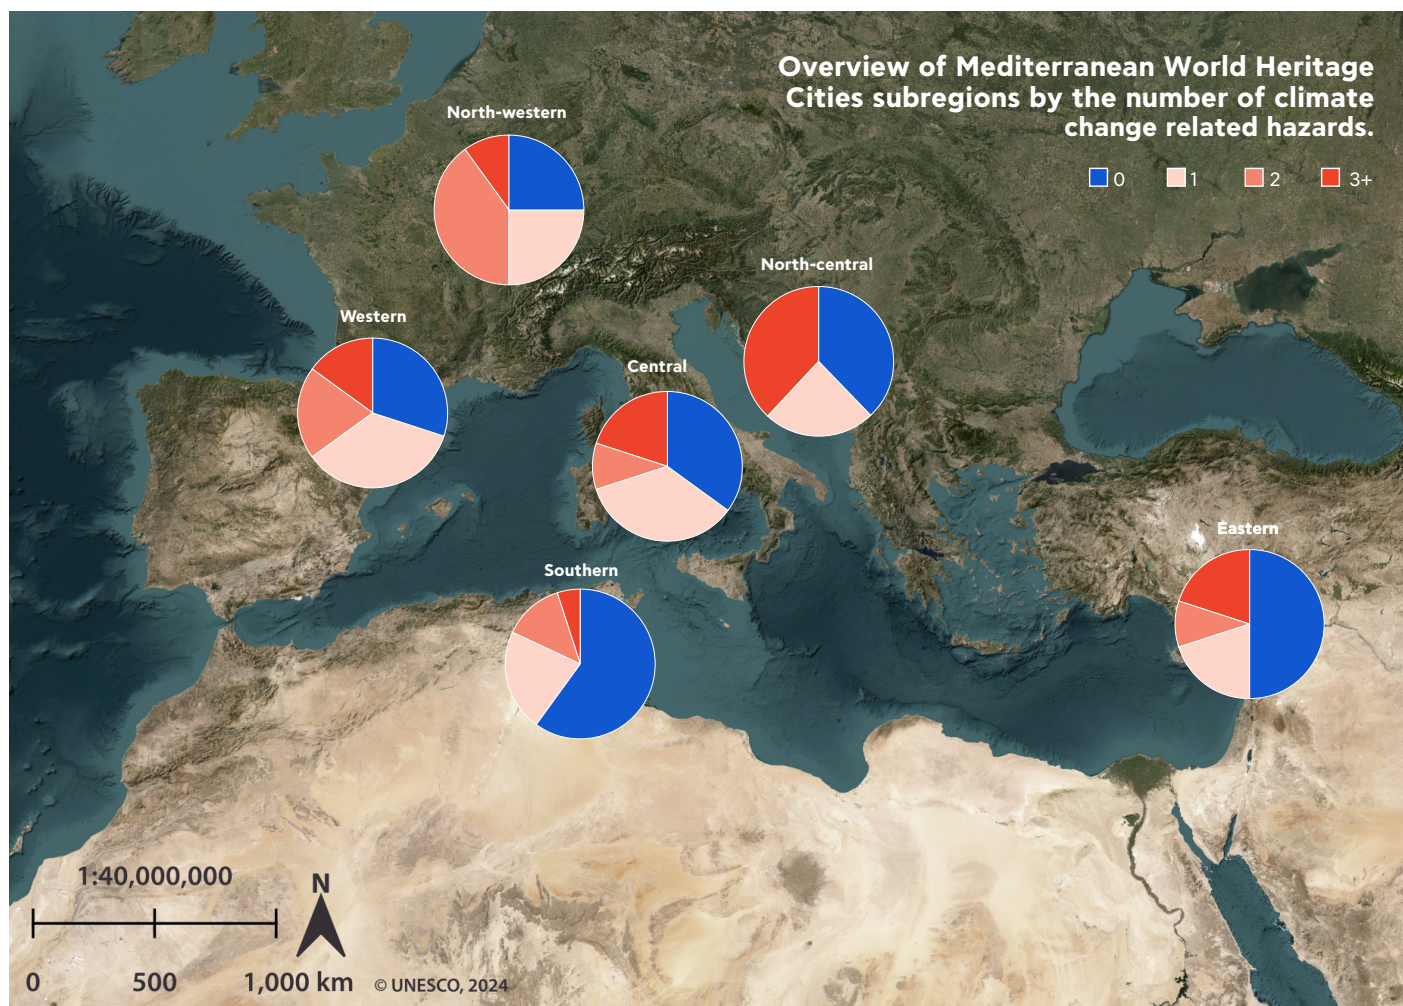 Overview of Mediterranean World Heritage
Cities subregions by the number of climate
change related hazards.
0 1 2 3+
North-western
North-central
Western
Central
Eastern
Southern
1:40,000,000
N
0 500 1,000 km
© UNESCO, 2024